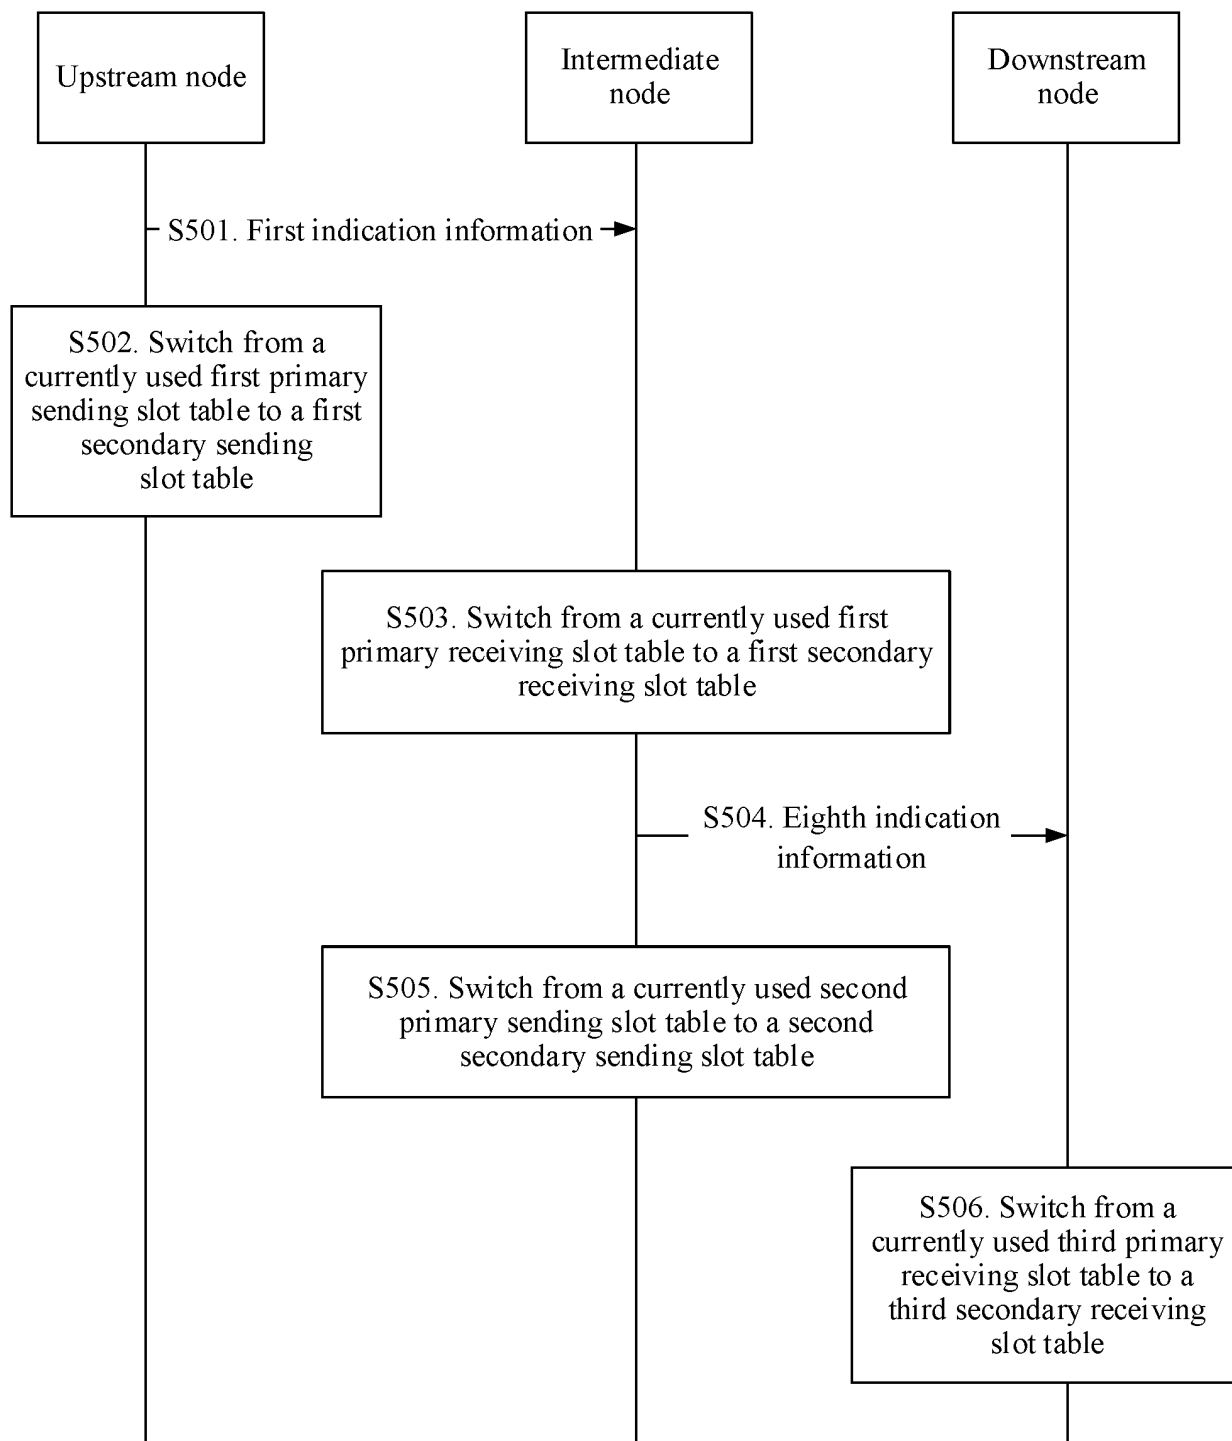 Upstream node
Intermediate
node
Downstream
node
S501. First indication information
S502. Switch from a
currently used first primary
sending slot table to a first
secondary sending
slot table
S503. Switch from a currently used first
primary receiving slot table to a first secondary
receiving slot table
S504. Eighth indication
information
S505. Switch from a currently used second
primary sending slot table to a second
secondary sending slot table
S506. Switch from a
currently used third primary
receiving slot table to a
third secondary receiving
slot table